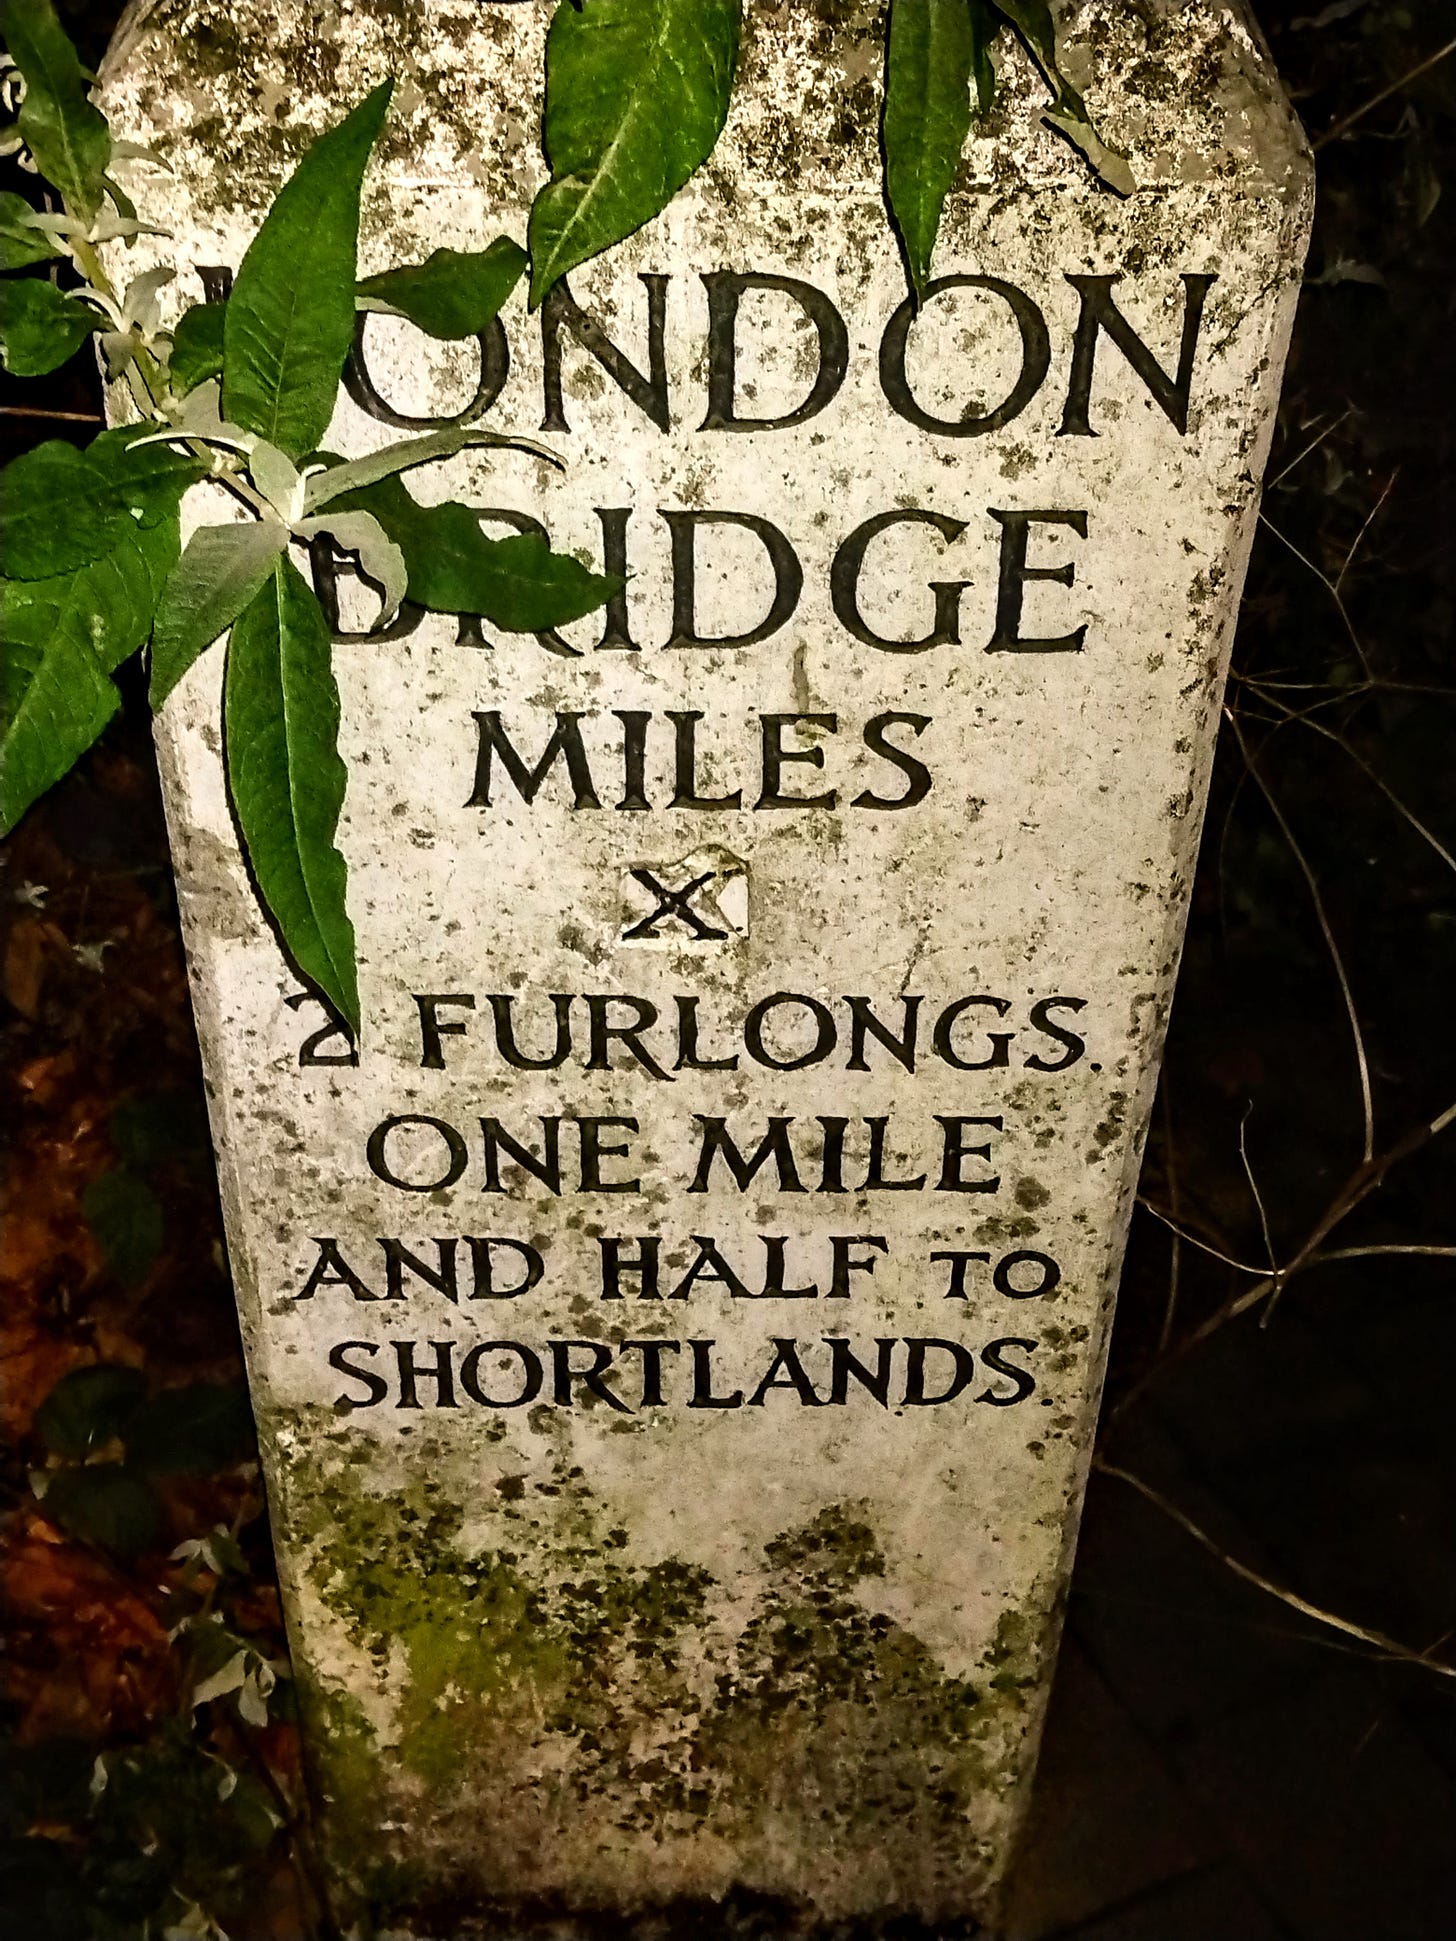 LONDON
BRIDGE
MILES
X
2 FURLONGS.
ONE MILE
AND HALF TO
SHORTLANDS.